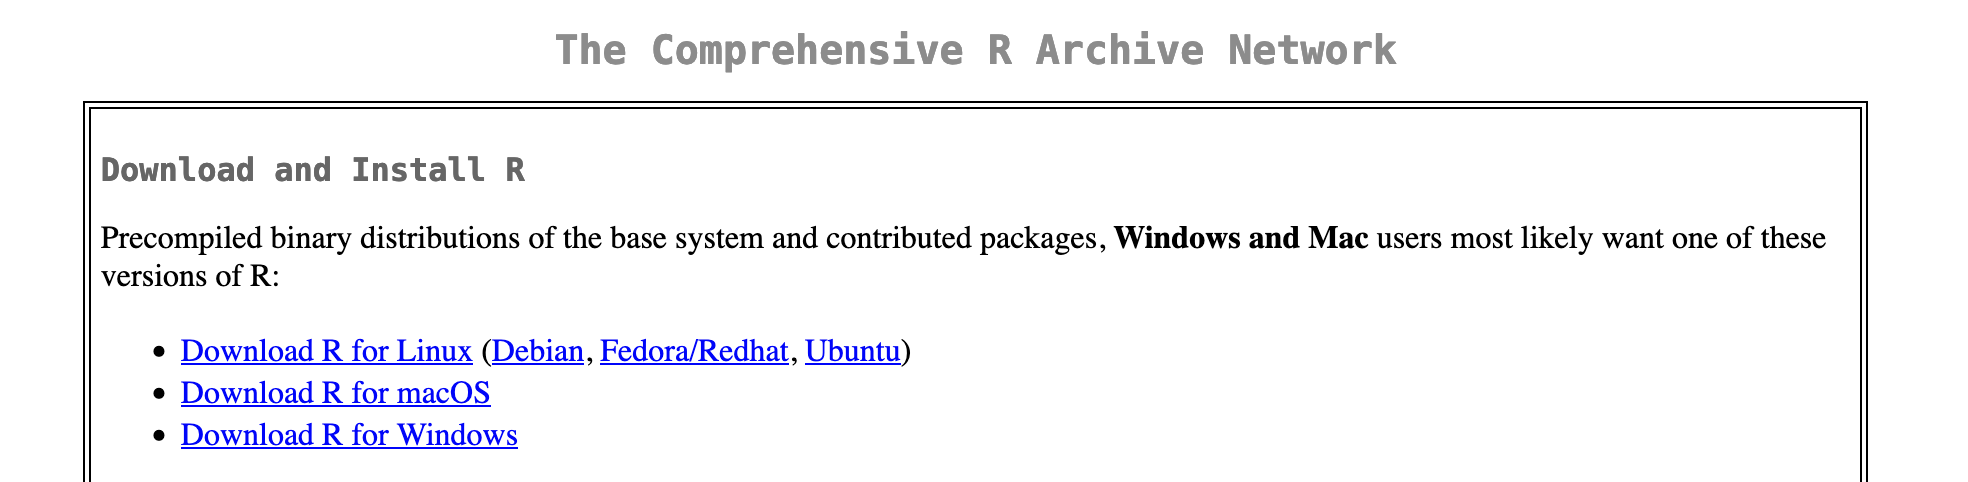 The Comprehensive R Archive Network
Download and Install R
Precompiled binary distributions of the base system and contributed packages, Windows and Mac users most likely want one of these
versions of R:
• Download R for Linux (Debian, Fedora/Redhat, Ubuntu)
• Download R for macOS
• Download R for Windows